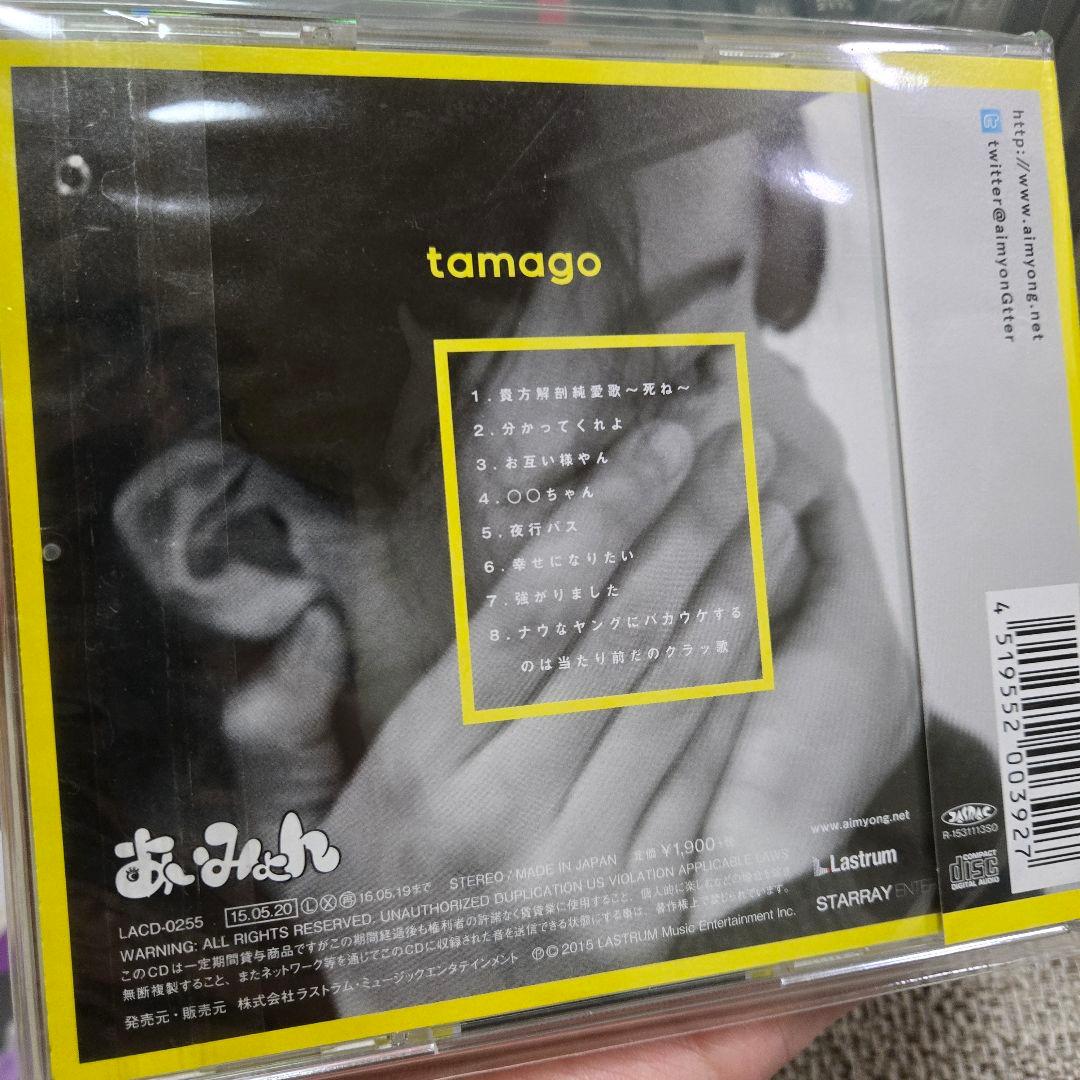 tamago
1.貴方解剖純愛歌～死ね～
2.分かってくれよ
3.お互い様やん
4.〇〇ちゃん
5.夜行バス
6.幸せになりたい
7.強がりました
8.ナウなヤングにバカウケする
のは当たり前だのクラッ歌
あいみょん
LACD-0255 15.05.20 Ⓛ Ⓧ 16.05.19まで STEREO / MADE IN JAPAN 定価 ¥1,900+税
WARNING: ALL RIGHTS RESERVED. UNAUTHORIZED DUPLICATION US VIOLATION APPLICABLE LAWS
このCDは一定期間貸与商品ですがこの期間経過後も権利者の許諾なく賃貸業に使用すること、個人的に楽しむ
無断複製すること、またネットワーク等を通じてこのCDに収録された音を送信できる状態にする事は、著作権上で禁じられています。
発売元・販売元 株式会社ラストラム・ミュージックエンタテインメント ⓅⒸ2015 LASTRUM Music Entertainment Inc.
www.aimyong.net
Lastrum
STARRAY ENTE
http://www.aimyong.net
twitter@aimyonGtter
4 519552 003927
JASRAC
R-1531113S0
COMPACT
disc
DIGITAL AUDIO